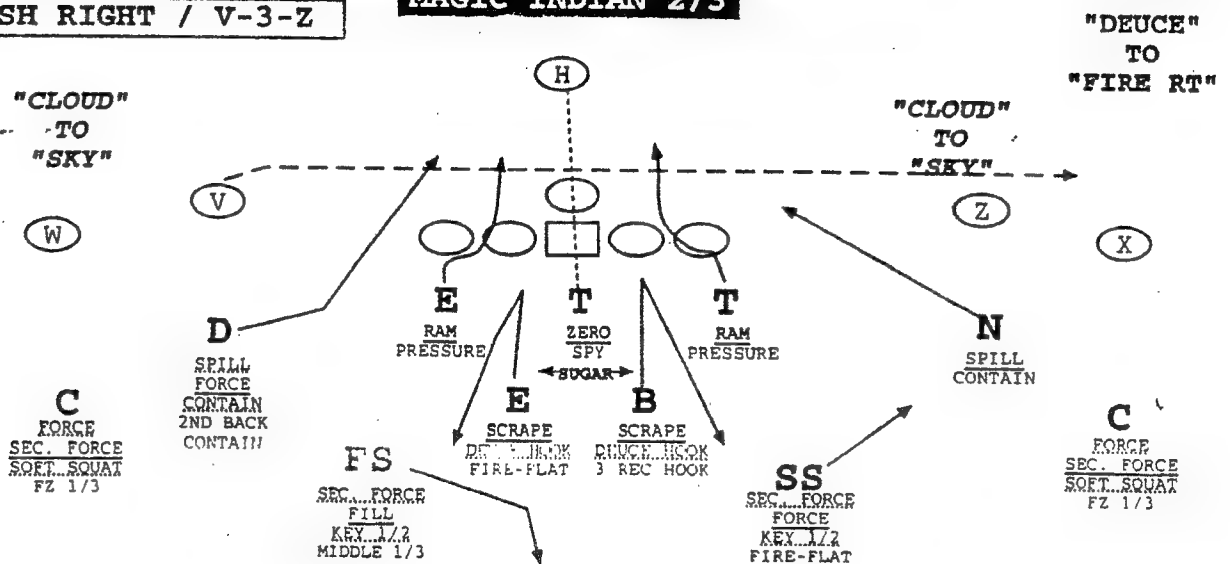 SH RIGHT / V-3-Z
MAGIC INDIAN 2/3
"DEUCE"
TO
"FIRE RT"
"CLOUD"
TO
"SKY"
"CLOUD"
TO
"SKY"
H
V
Z
W
X
E
RAM
PRESSURE
T
ZERO
SPY
T
RAM
PRESSURE
SUGAR
D
SPILL
FORCE
CONTAIN
2ND BACK
CONTAIN
N
SPILL
CONTAIN
C
FORCE
SEC. FORCE
SOFT SQUAT
FZ 1/3
E
SCRAPE
HOOK
FIRE-FLAT
B
SCRAPE
DEUCE HOOK
3 REC HOOK
FS
SEC. FORCE
FILL
KEY 1/2
MIDDLE 1/3
SS
SEC. FORCE
FORCE
KEY 1/2
FIRE-FLAT
C
FORCE
SEC. FORCE
SOFT SQUAT
FZ 1/3